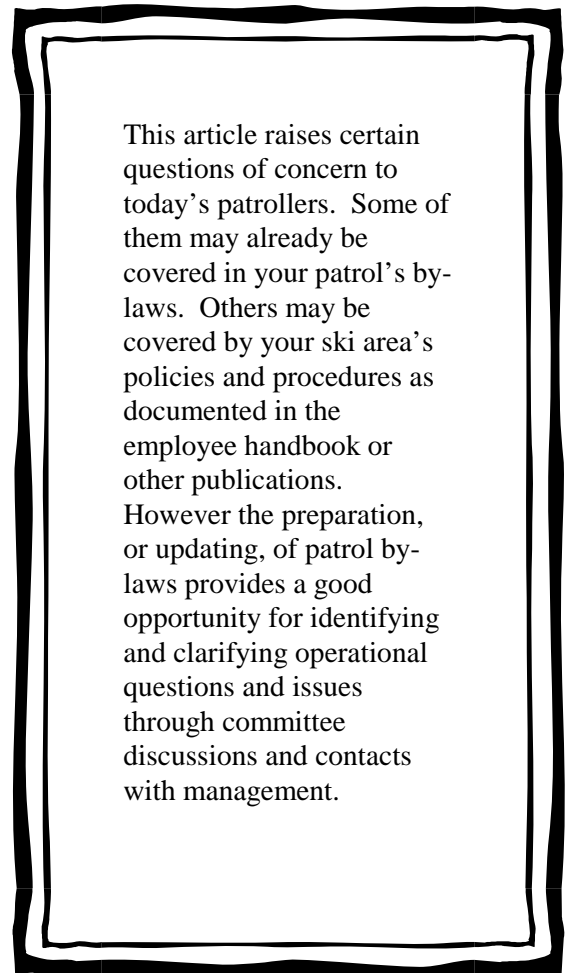 This article raises certain
questions of concern to
today’s patrollers.  Some of
them may already be
covered in your patrol’s by-
laws.  Others may be
covered by your ski area’s
policies and procedures as
documented in the
employee handbook or
other publications.
However the preparation,
or updating, of patrol by-
laws provides a good
opportunity for identifying
and clarifying operational
questions and issues
through committee
discussions and contacts
with management.